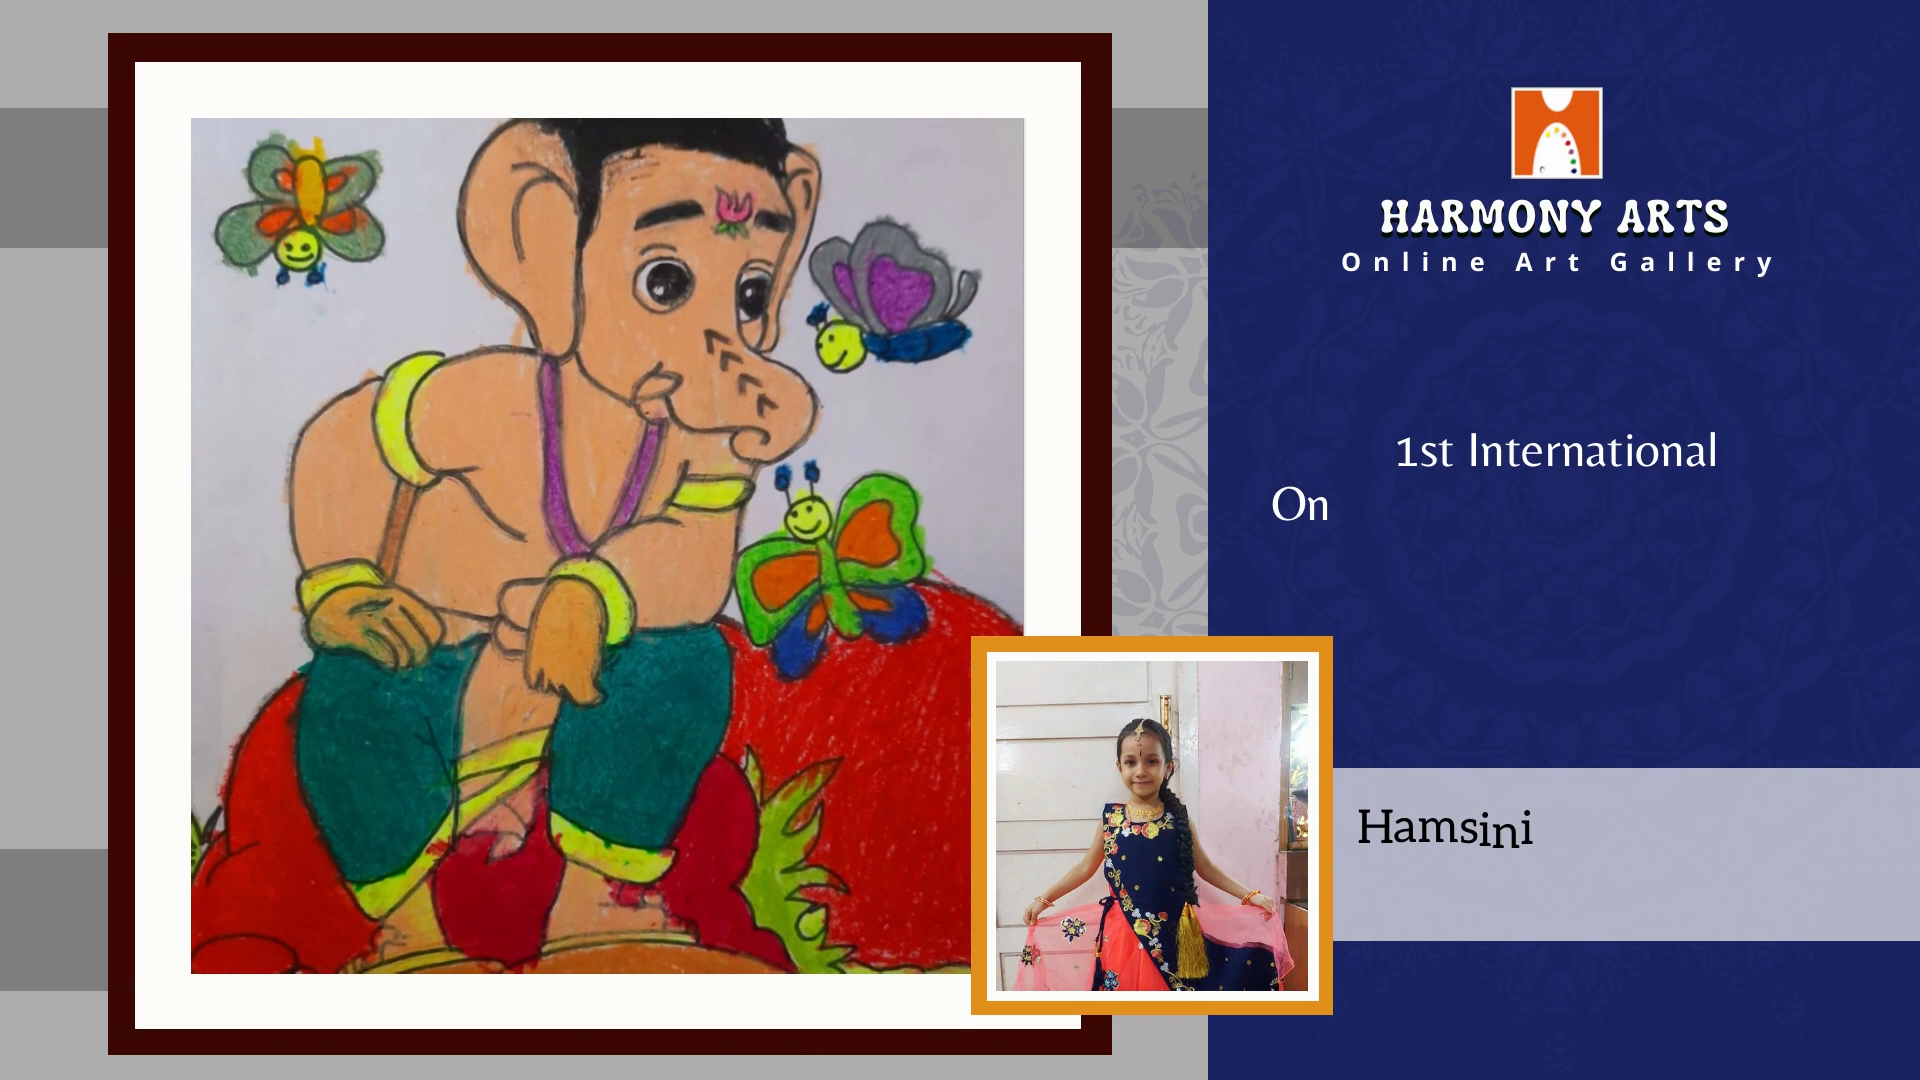 HARMONY ARTS
Online Art Gallery
1st International
On
Hamsini